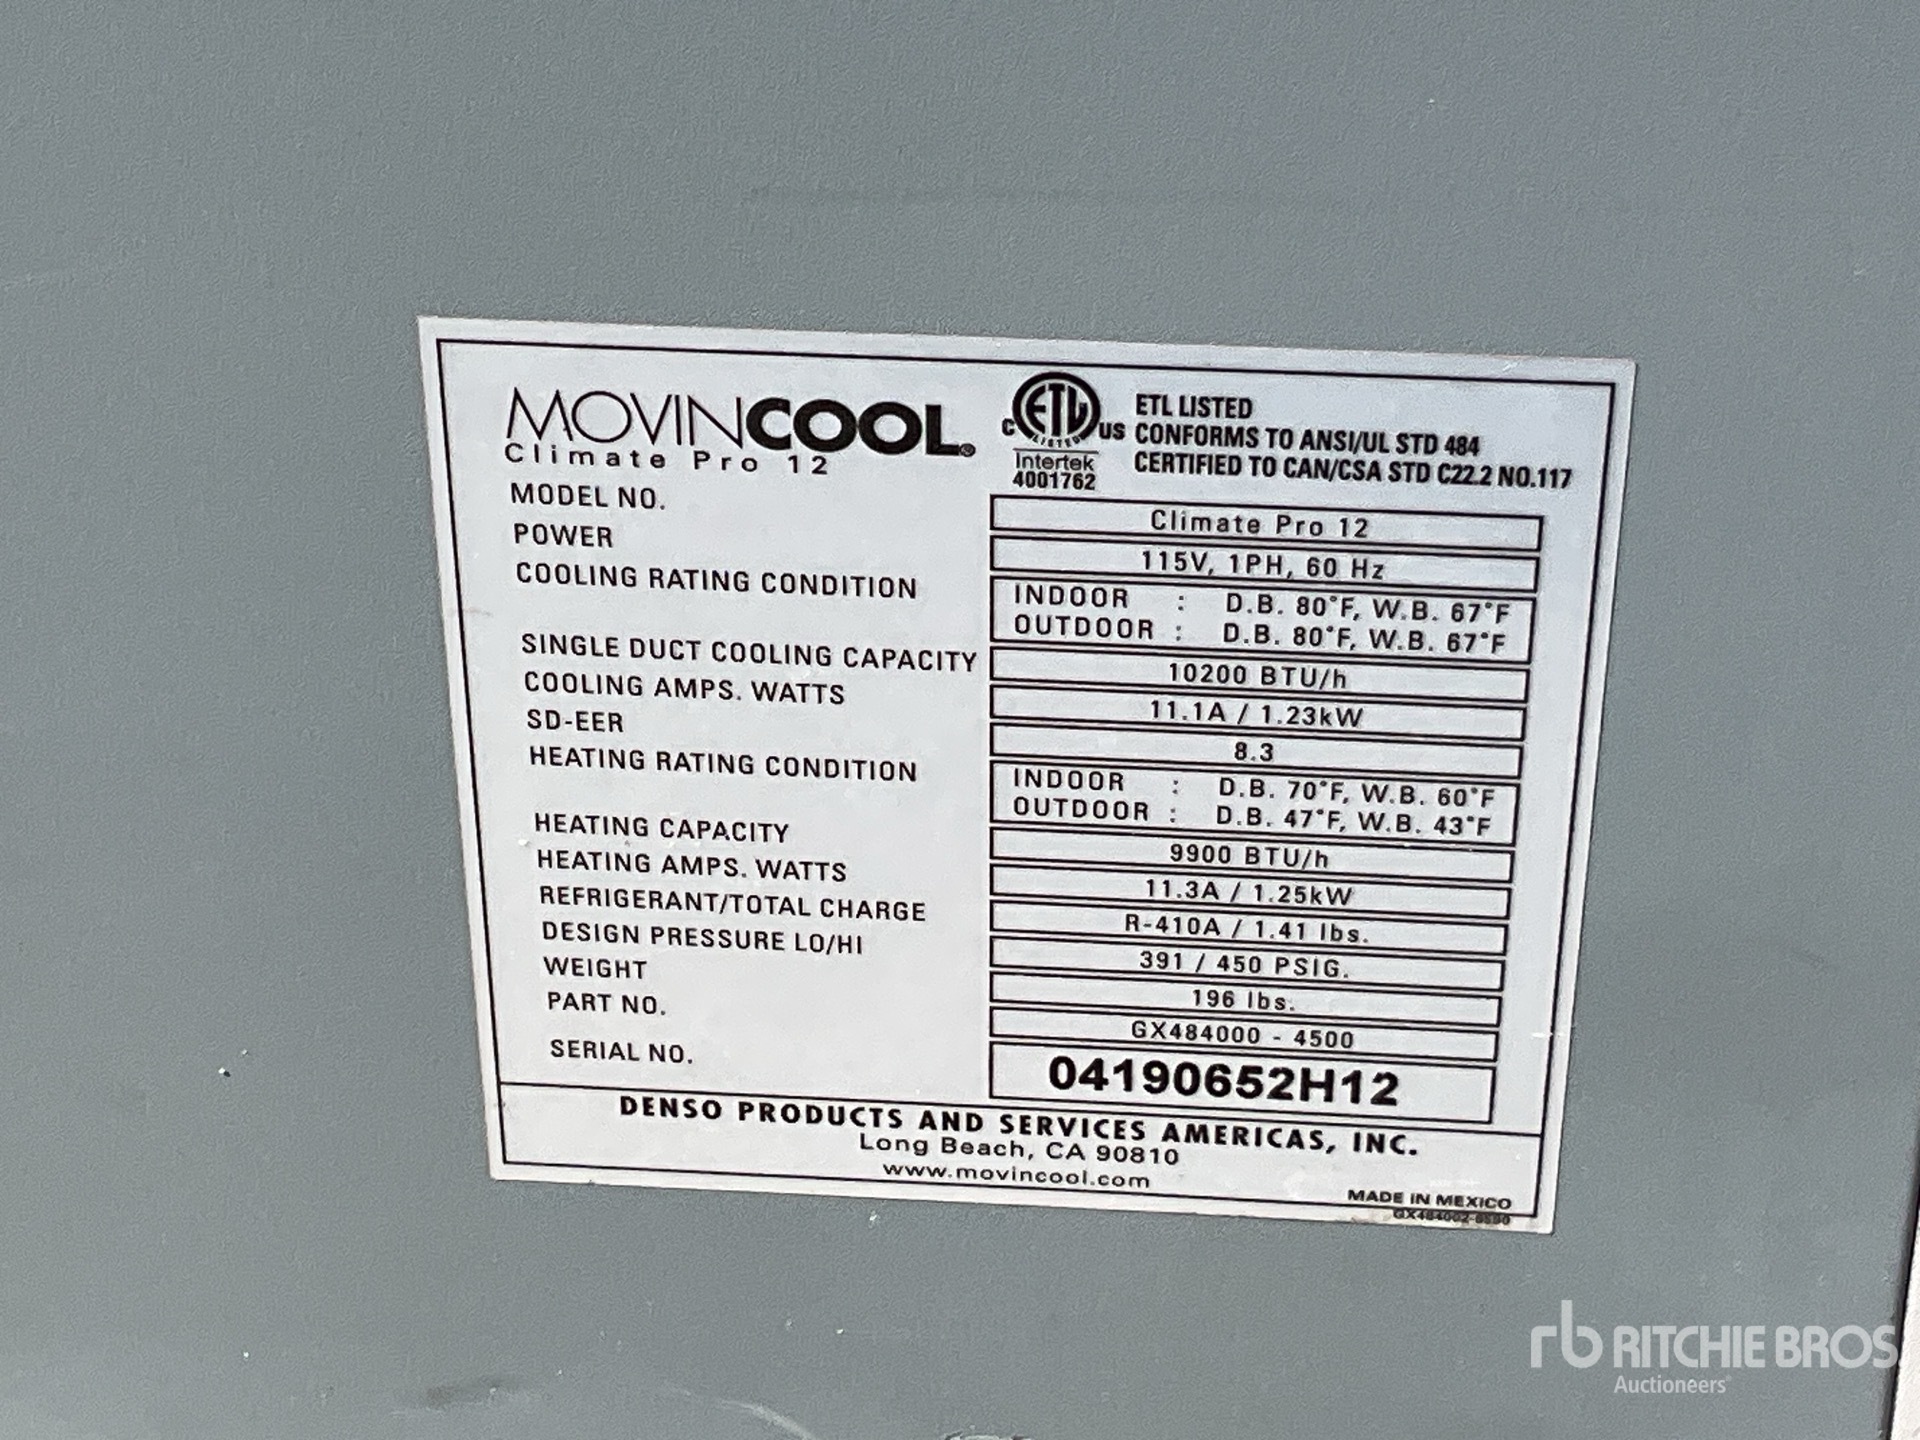 MOVINCOOL®
Climate Pro 12
C ETL LISTED US
Intertek
4001762
ETL LISTED
CONFORMS TO ANSI/UL STD 484
CERTIFIED TO CAN/CSA STD C22.2 NO.117
MODEL NO. Climate Pro 12
POWER 115V, 1PH, 60 Hz
COOLING RATING CONDITION INDOOR : D.B. 80°F, W.B. 67°F
OUTDOOR : D.B. 80°F, W.B. 67°F
SINGLE DUCT COOLING CAPACITY 10200 BTU/h
COOLING AMPS. WATTS 11.1A / 1.23kW
SD-EER 8.3
HEATING RATING CONDITION INDOOR : D.B. 70°F, W.B. 60°F
OUTDOOR : D.B. 47°F, W.B. 43°F
HEATING CAPACITY 9900 BTU/h
HEATING AMPS. WATTS 11.3A / 1.25kW
REFRIGERANT/TOTAL CHARGE R-410A / 1.41 lbs.
DESIGN PRESSURE LO/HI 391 / 450 PSIG.
WEIGHT 196 lbs.
PART NO. GX484000 - 4500
SERIAL NO. 04190652H12
DENSO PRODUCTS AND SERVICES AMERICAS, INC.
Long Beach, CA 90810
www.movincool.com
MADE IN MEXICO
rb RITCHIE BROS.
Auctioneers